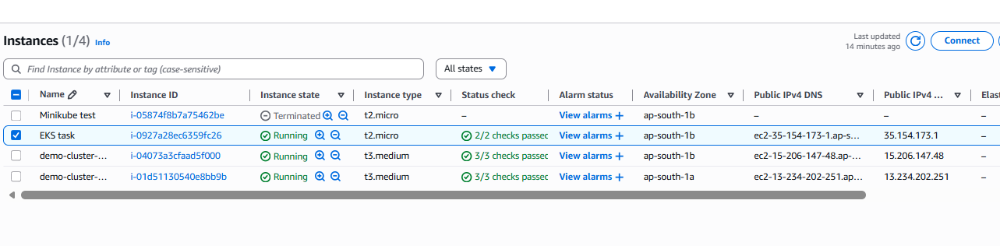 Instances (1/4) Info
Last updated
14 minutes ago
Connect
Find Instance by attribute or tag (case-sensitive)
All states
Name Instance ID Instance state Instance type Status check Alarm status Availability Zone Public IPv4 DNS Public IPv4 ... Elast
Minikube test i-05874f8b7a75462be Terminated t2.micro – View alarms + ap-south-1b – – –
EKS task i-0927a28ec6359fc26 Running t2.micro 2/2 checks passed View alarms + ap-south-1b ec2-35-154-173-1.ap-s... 35.154.173.1 –
demo-cluster-... i-04073a3cfaad5f000 Running t3.medium 3/3 checks passed View alarms + ap-south-1b ec2-15-206-147-48.ap-... 15.206.147.48 –
demo-cluster-... i-01d51130540e8bb9b Running t3.medium 3/3 checks passed View alarms + ap-south-1a ec2-13-234-202-251.ap... 13.234.202.251 –